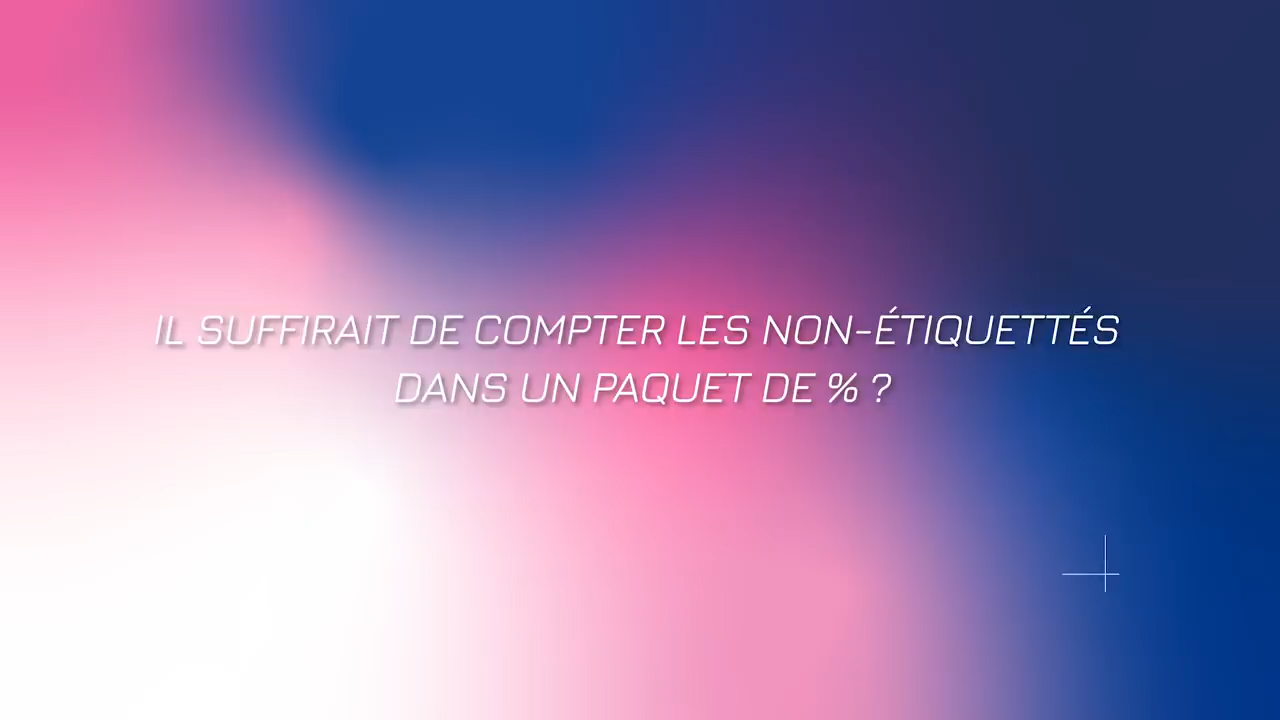 IL SUFFIRAIT DE COMPTER LES NON-ÉTIQUETTÉS
DANS UN PAQUET DE % ?